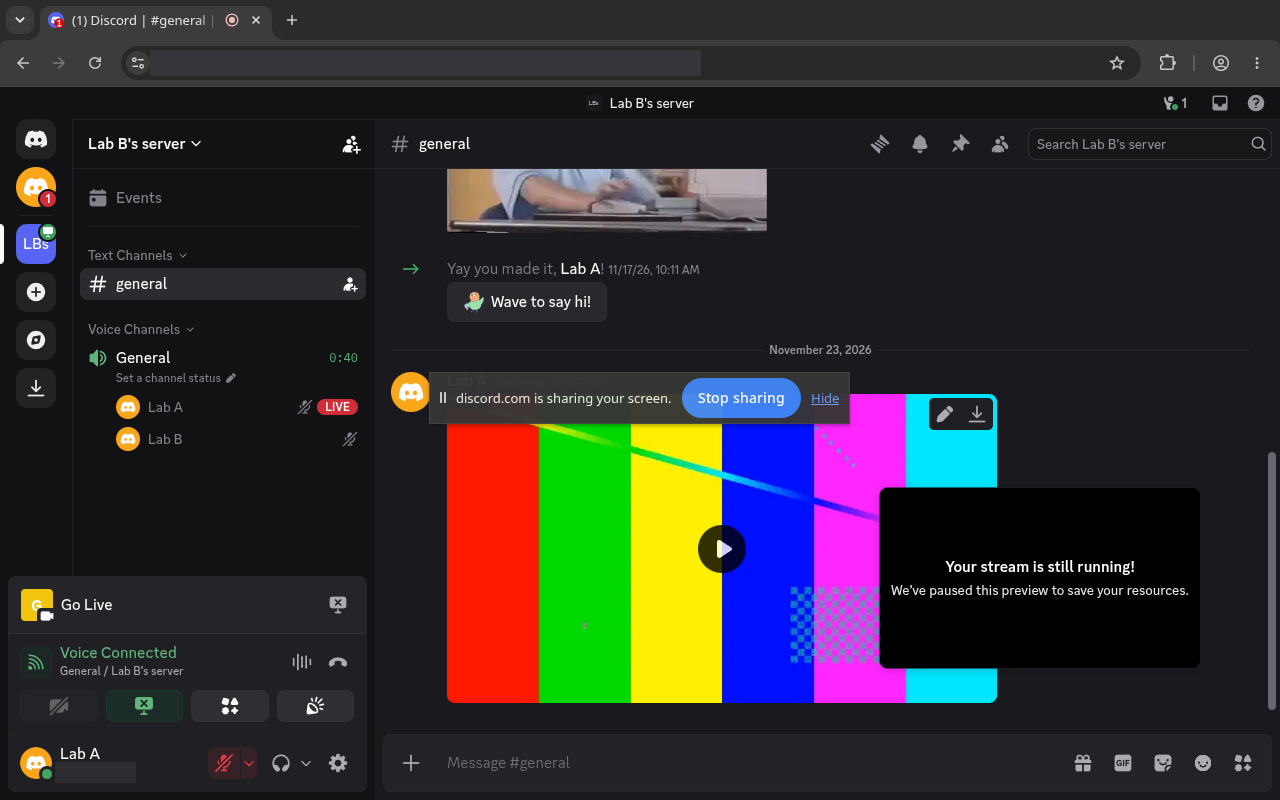 (1) Discord | #general |
LBs Lab B's server
1
Lab B's server
# general
Search Lab B's server
1
Events
LBs
Text Channels
general
Yay you made it, Lab A! 11/17/26, 10:11 AM
Wave to say hi!
Voice Channels
General 0:40
Set a channel status
Lab A LIVE
Lab B
November 23, 2026
Lab A
discord.com is sharing your screen. Stop sharing Hide
Your stream is still running!
We've paused this preview to save your resources.
G Go Live
Voice Connected
General / Lab B's server
Lab A
Message #general
GIF